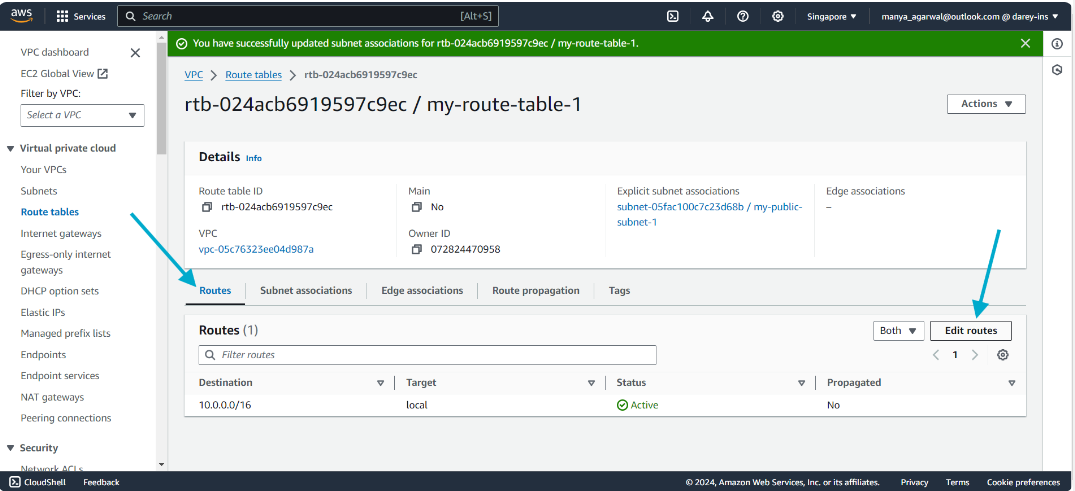 aws
Services
Search
[Alt+S]
Singapore
manya_agarwal@outlook.com @ darey-ins
VPC dashboard
EC2 Global View
Filter by VPC:
Select a VPC
Virtual private cloud
Your VPCs
Subnets
Route tables
Internet gateways
Egress-only internet
gateways
DHCP option sets
Elastic IPs
Managed prefix lists
Endpoints
Endpoint services
NAT gateways
Peering connections
Security
Network ACLs
You have successfully updated subnet associations for rtb-024acb6919597c9ec / my-route-table-1.
VPC
Route tables
rtb-024acb6919597c9ec
rtb-024acb6919597c9ec / my-route-table-1
Actions
Details Info
Route table ID
rtb-024acb6919597c9ec
Main
No
Explicit subnet associations
subnet-05fac100c7c23d68b / my-public-
subnet-1
Edge associations
–
VPC
vpc-05c76323ee04d987a
Owner ID
072824470958
Routes
Subnet associations
Edge associations
Route propagation
Tags
Routes (1)
Both
Edit routes
Filter routes
1
Destination Target Status Propagated
10.0.0.0/16 local Active No
CloudShell
Feedback
© 2024, Amazon Web Services, Inc. or its affiliates.
Privacy
Terms
Cookie preferences